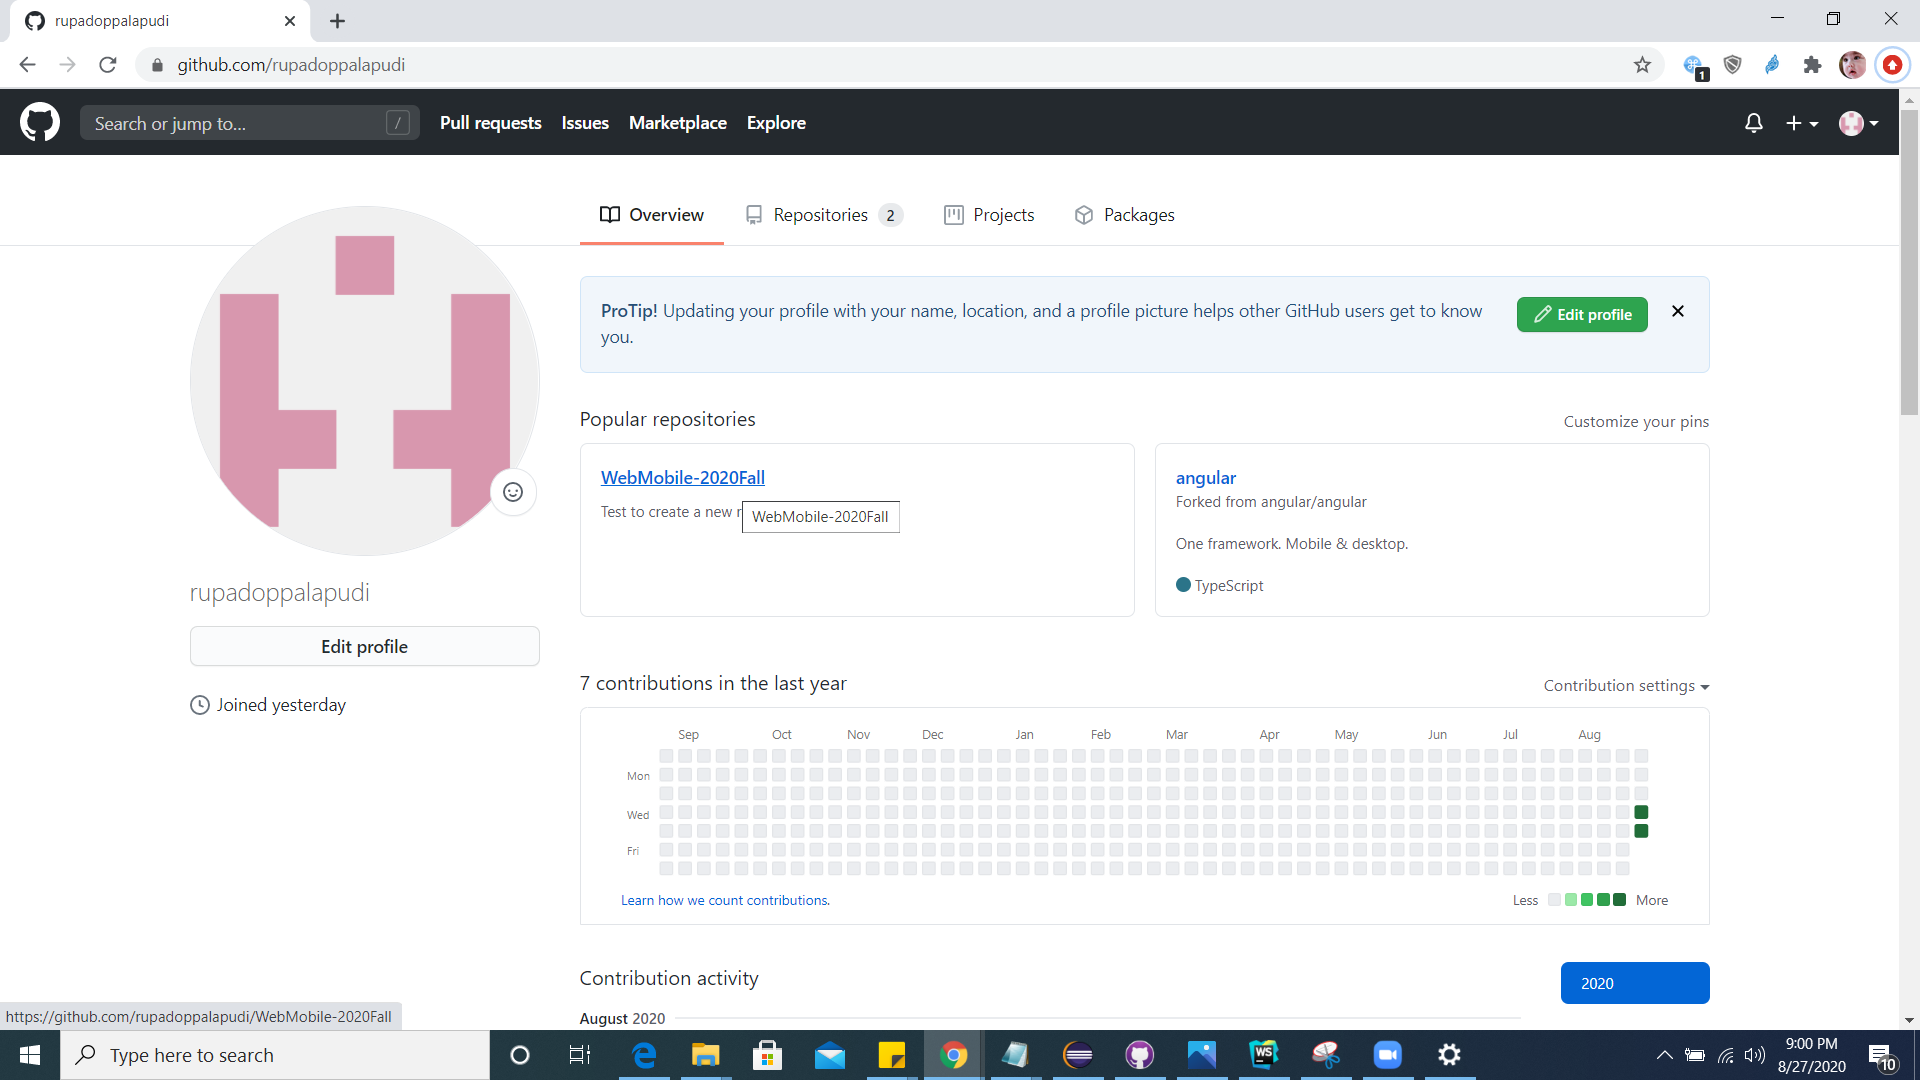 rupadoppalapudi
github.com/rupadoppalapudi
1
Search or jump to...
/
Pull requests
Issues
Marketplace
Explore
Overview
Repositories 2
Projects
Packages
ProTip! Updating your profile with your name, location, and a profile picture helps other GitHub users get to know
you.
Edit profile
Popular repositories
Customize your pins
WebMobile-2020Fall
Test to create a new r
WebMobile-2020Fall
angular
Forked from angular/angular
One framework. Mobile & desktop.
TypeScript
rupadoppalapudi
Edit profile
Joined yesterday
7 contributions in the last year
Contribution settings
Sep Oct Nov Dec Jan Feb Mar Apr May Jun Jul Aug
Mon
Wed
Fri
Learn how we count contributions.
Less
More
Contribution activity
2020
August 2020
https://github.com/rupadoppalapudi/WebMobile-2020Fall
Type here to search
WS
9:00 PM
8/27/2020
10